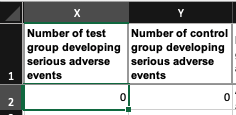 X Y
Number of test Number of control
group developing group developing
serious adverse serious adverse
1 events events
2 0 0